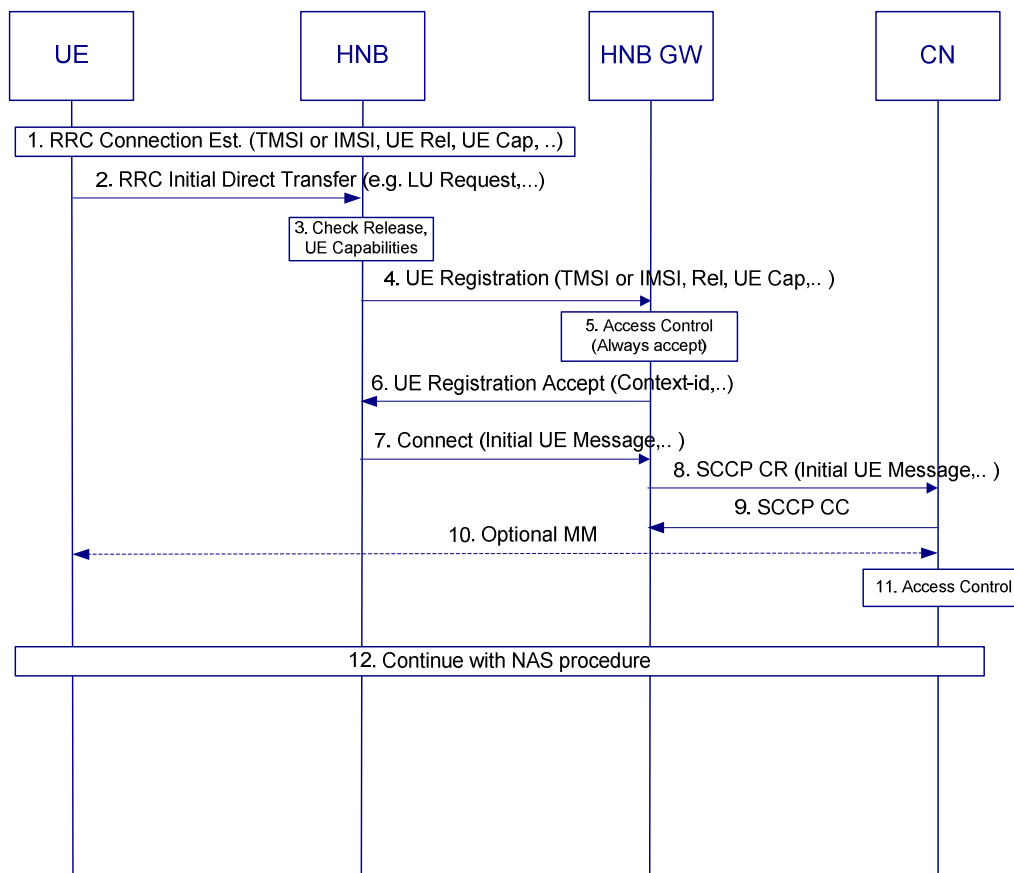 UE
HNB
HNB GW
CN
1. RRC Connection Est. (TMSI or IMSI, UE Rel, UE Cap, ..)
2. RRC Initial Direct Transfer (e.g. LU Request,...)
3. Check Release,
UE Capabilities
4. UE Registration (TMSI or IMSI, Rel, UE Cap,.. )
5. Access Control
(Always accept)
6. UE Registration Accept (Context-id,..)
7. Connect (Initial UE Message,.. )
8. SCCP CR (Initial UE Message,.. )
9. SCCP CC
10. Optional MM
11. Access Control
12. Continue with NAS procedure